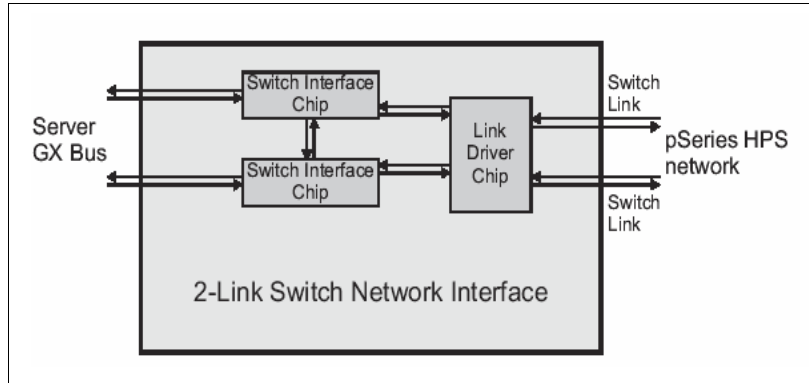 Switch Interface
Chip
Switch
Link
Server
GX Bus
Link
Driver
Chip
pSeries HPS
network
Switch Interface
Chip
Switch
Link
2-Link Switch Network Interface